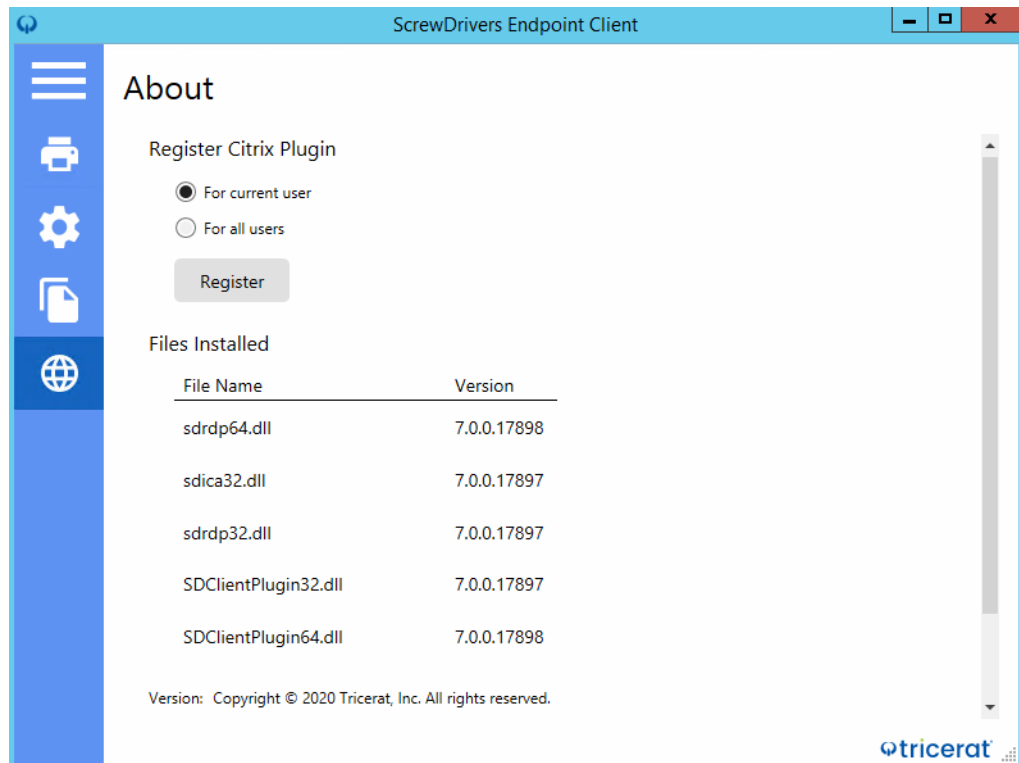 ScrewDrivers Endpoint Client
About
Register Citrix Plugin
For current user
For all users
Register
Files Installed
File Name Version
sdrdp64.dll 7.0.0.17898
sdica32.dll 7.0.0.17897
sdrdp32.dll 7.0.0.17897
SDClientPlugin32.dll 7.0.0.17897
SDClientPlugin64.dll 7.0.0.17898
Version: Copyright © 2020 Tricerat, Inc. All rights reserved.
tricerat